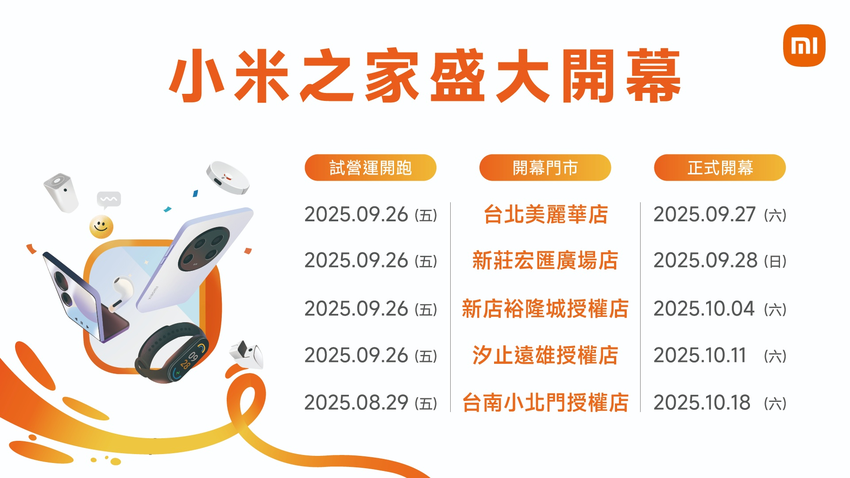 mi
小米之家盛大開幕
試營運開跑 開幕門市 正式開幕
2025.09.26 (五) 台北美麗華店 2025.09.27 (六)
2025.09.26 (五) 新莊宏匯廣場店 2025.09.28 (日)
2025.09.26 (五) 新店裕隆城授權店 2025.10.04 (六)
2025.09.26 (五) 汐止遠雄授權店 2025.10.11 (六)
2025.08.29 (五) 台南小北門授權店 2025.10.18 (六)